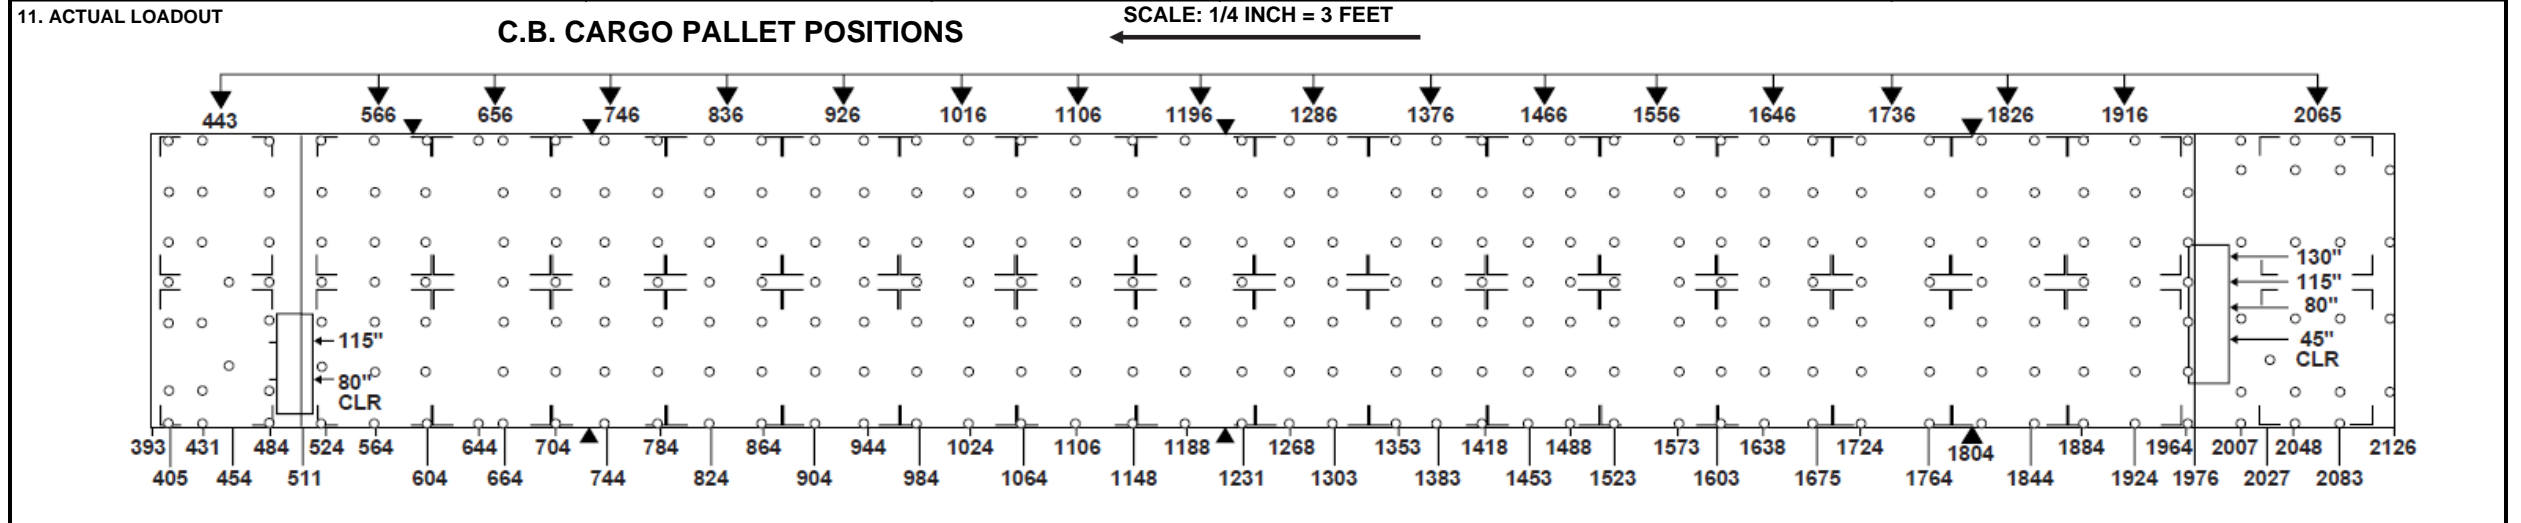 11. ACTUAL LOADOUT
C.B. CARGO PALLET POSITIONS
SCALE: 1/4 INCH = 3 FEET
443 566 656 746 836 926 1016 1106 1196 1286 1376 1466 1556 1646 1736 1826 1916 2065
115"
80"
CLR
130"
115"
80"
45"
CLR
393 431 484 524 564 644 704 784 864 944 1024 1106 1188 1268 1353 1418 1488 1573 1638 1724 1804 1884 1964 2007 2048 2126
405 454 511 604 664 744 824 904 984 1064 1148 1231 1303 1383 1453 1523 1603 1675 1764 1844 1924 1976 2027 2083